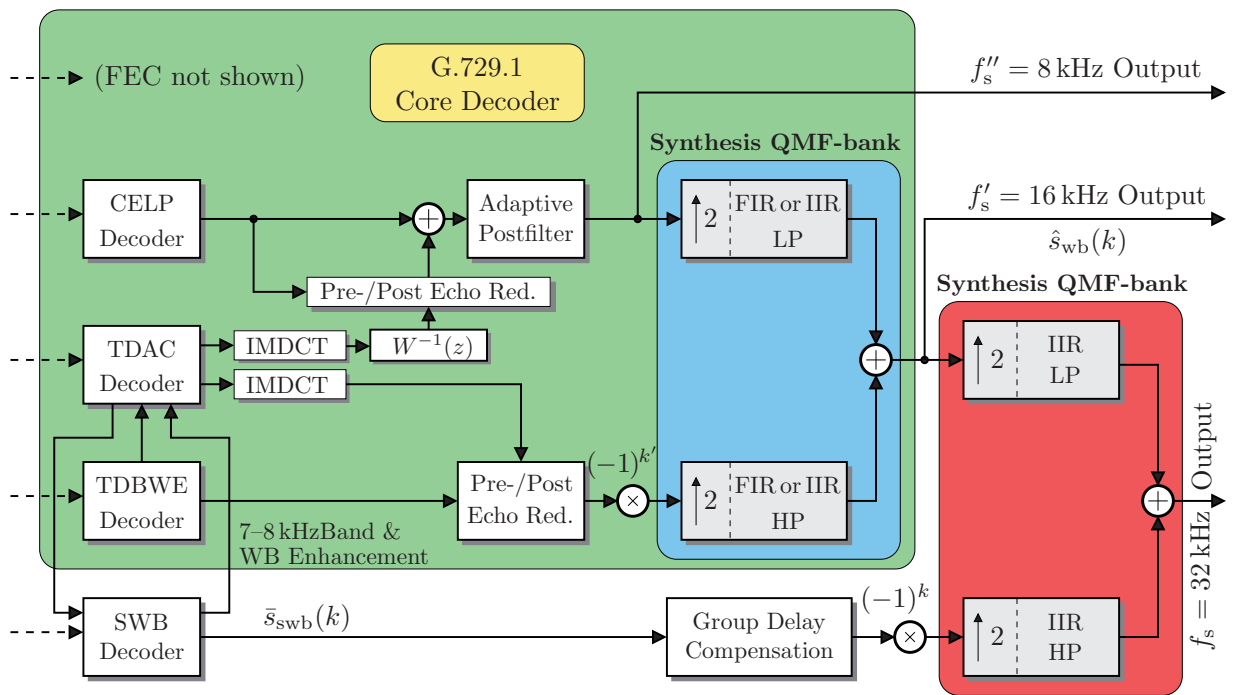 (FEC not shown)
G.729.1
Core Decoder
f″s = 8 kHz Output
Synthesis QMF-bank
CELP
Decoder
Adaptive
Postfilter
↑ 2
FIR or IIR
LP
f′s = 16 kHz Output
ŝwb(k)
Pre-/Post Echo Red.
Synthesis QMF-bank
TDAC
Decoder
IMDCT
W⁻¹(z)
IMDCT
↑ 2
IIR
LP
TDBWE
Decoder
Pre-/Post
Echo Red.
(−1)^k′
×
↑ 2
FIR or IIR
HP
7–8 kHzBand &
WB Enhancement
fs = 32 kHz Output
SWB
Decoder
s̄swb(k)
Group Delay
Compensation
(−1)^k
×
↑ 2
IIR
HP